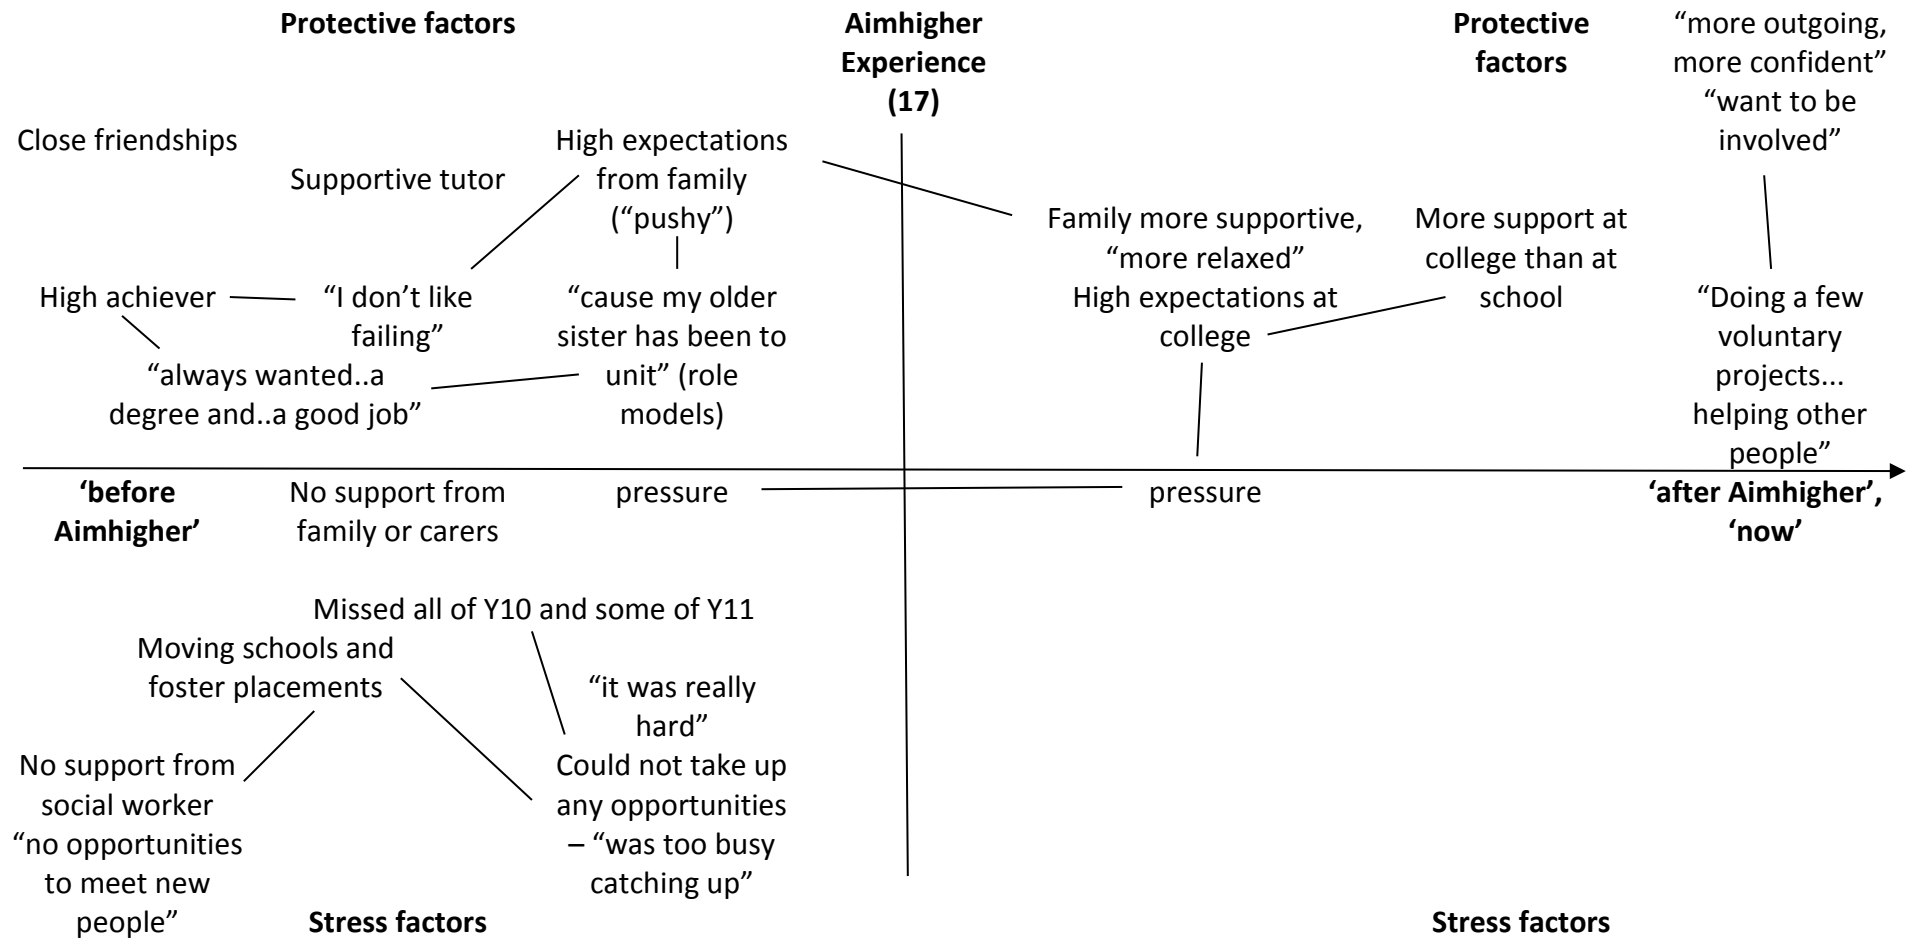 Protective factors
Aimhigher
Experience
(17)
Protective
factors
“more outgoing,
more confident”
“want to be
involved”
Close friendships
Supportive tutor
High expectations
from family
(“pushy”)
High achiever
“I don’t like
failing”
“cause my older
sister has been to
unit” (role
models)
“always wanted..a
degree and..a good job”
Family more supportive,
“more relaxed”
High expectations at
college
More support at
college than at
school
“Doing a few
voluntary
projects...
helping other
people”
‘before
Aimhigher’
No support from
family or carers
pressure
pressure
‘after Aimhigher’,
‘now’
Missed all of Y10 and some of Y11
Moving schools and
foster placements
“it was really
hard”
Could not take up
any opportunities
– “was too busy
catching up”
No support from
social worker
“no opportunities
to meet new
people”
Stress factors
Stress factors